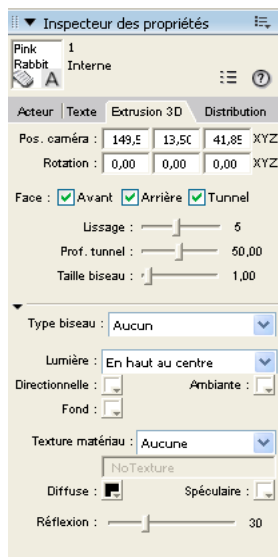 Inspecteur des propriétés
Pink Rabbit
1
Interne
A
Acteur Texte Extrusion 3D Distribution
Pos. caméra : 149,5 13,50 41,85 XYZ
Rotation : 0,00 0,00 0,00 XYZ
Face : Avant Arrière Tunnel
Lissage : 5
Prof. tunnel : 50,00
Taille biseau : 1,00
Type biseau : Aucun
Lumière : En haut au centre
Directionnelle : Ambiante :
Fond :
Texture matériau : Aucune
NoTexture
Diffuse : Spéculaire :
Réflexion : 30